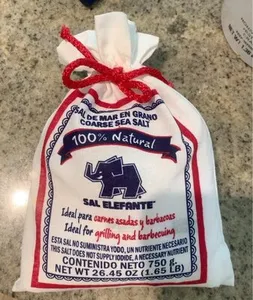 SAL DE MAR EN GRANO
COARSE SEA SALT
100% Natural
SAL ELEFANTE
Ideal para carnes asadas y barbacoas
Ideal for grilling and barbecuing
ESTA SAL NO SUMINISTRA YODO, UN NUTRIENTE NECESARIO
THIS SALT DOES NOT SUPPLY IODIDE, A NECESSARY NUTRIENT
CONTENIDO NETO 750 g
NET WT 26.45 OZ (1.65 LB)